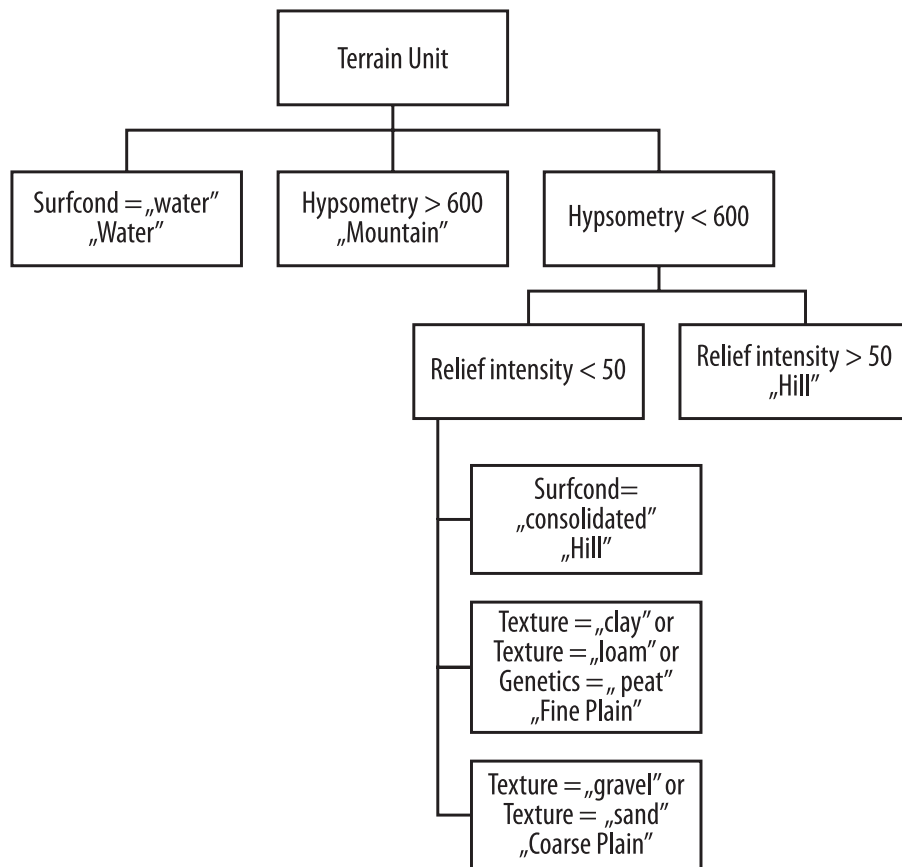 Terrain Unit
Surfcond = „water”
„Water”
Hypsometry > 600
„Mountain”
Hypsometry < 600
Relief intensity < 50
Relief intensity > 50
„Hill”
Surfcond=
„consolidated”
„Hill”
Texture = „clay” or
Texture = „loam” or
Genetics = „ peat”
„Fine Plain”
Texture = „gravel” or
Texture = „sand”
„Coarse Plain”